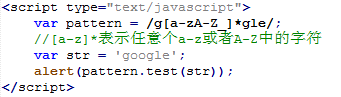 <script type="text/javascript">
var pattern = /g[a-zA-Z_]*gle/;
//[a-z]*表示任意个a-z或者A-Z中的字符
var str = 'google';
alert(pattern.test(str));
</script>